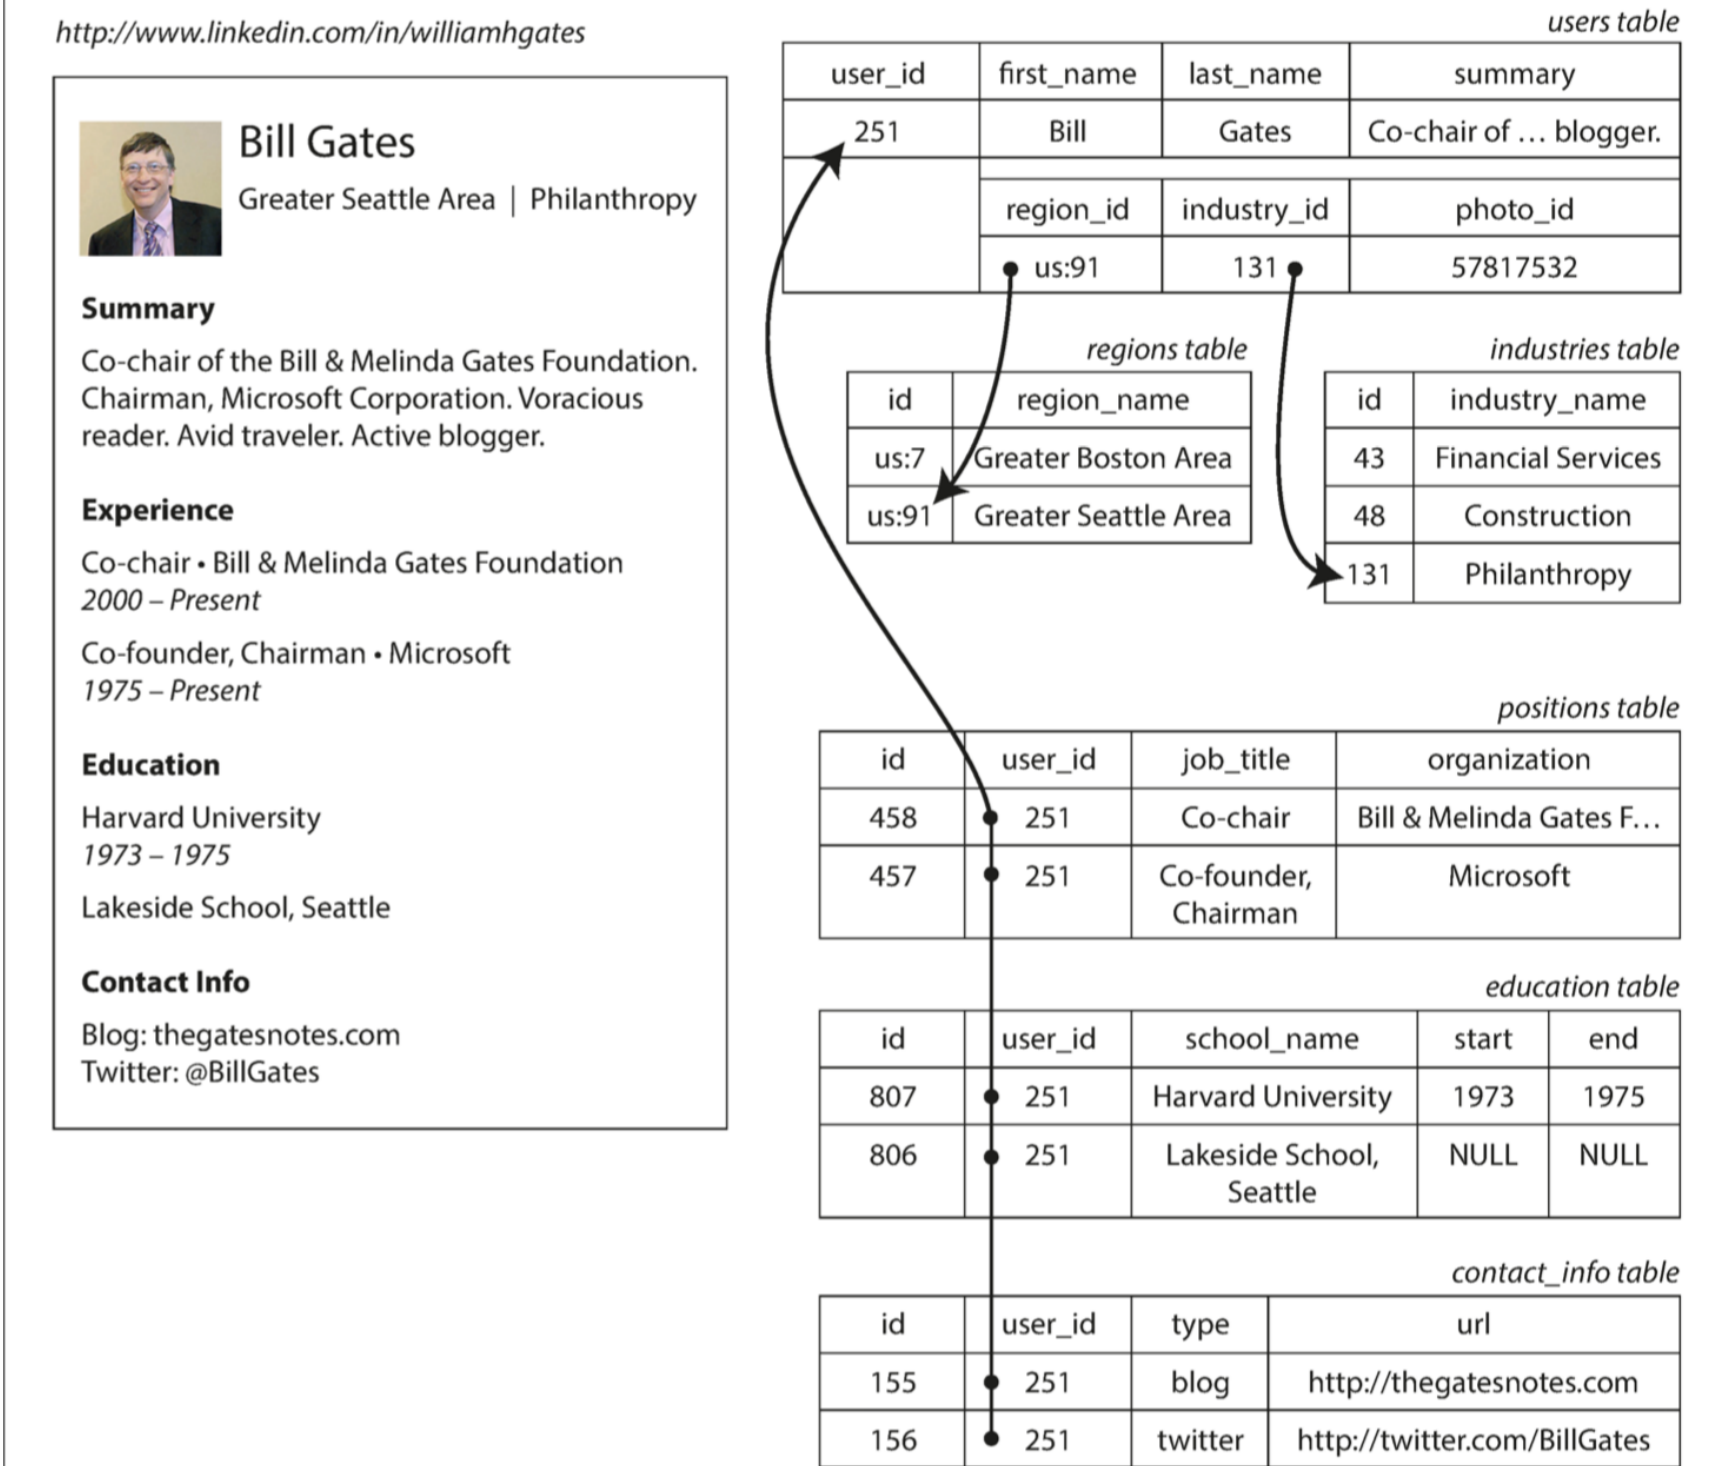 http://www.linkedin.com/in/williamhgates
Bill Gates
Greater Seattle Area | Philanthropy
Summary
Co-chair of the Bill & Melinda Gates Foundation.
Chairman, Microsoft Corporation. Voracious
reader. Avid traveler. Active blogger.
Experience
Co-chair • Bill & Melinda Gates Foundation
2000 – Present
Co-founder, Chairman • Microsoft
1975 – Present
Education
Harvard University
1973 – 1975
Lakeside School, Seattle
Contact Info
Blog: thegatesnotes.com
Twitter: @BillGates
users table
user_id first_name last_name summary
251 Bill Gates Co-chair of … blogger.
region_id industry_id photo_id
us:91 131 57817532
regions table
id region_name
us:7 Greater Boston Area
us:91 Greater Seattle Area
industries table
id industry_name
43 Financial Services
48 Construction
131 Philanthropy
positions table
id user_id job_title organization
458 251 Co-chair Bill & Melinda Gates F…
457 251 Co-founder, Microsoft
Chairman
education table
id user_id school_name start end
807 251 Harvard University 1973 1975
806 251 Lakeside School, NULL NULL
Seattle
contact_info table
id user_id type url
155 251 blog http://thegatesnotes.com
156 251 twitter http://twitter.com/BillGates